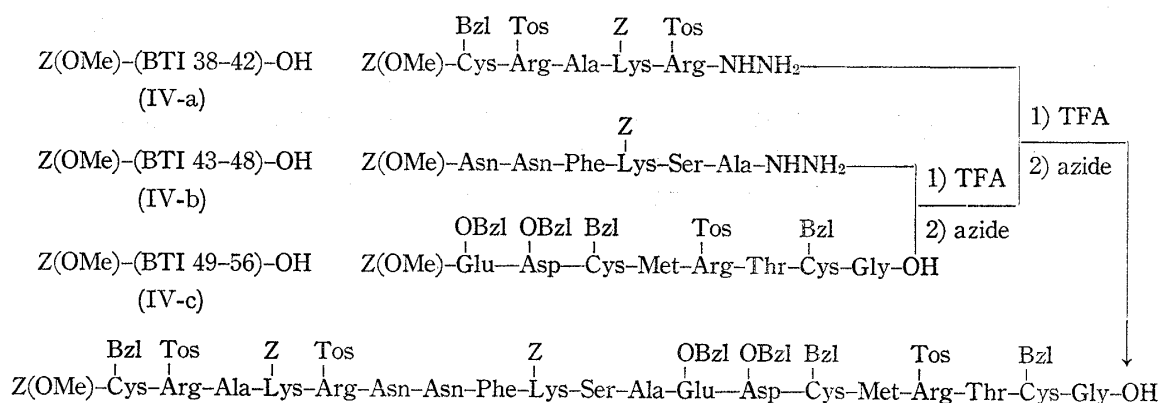 Bzl Tos Z Tos
Z(OMe)–(BTI 38–42)–OH Z(OMe)–Cys–Arg–Ala–Lys–Arg–NHNH₂
(IV-a)
1) TFA
2) azide
Z
Z(OMe)–(BTI 43–48)–OH Z(OMe)–Asn–Asn–Phe–Lys–Ser–Ala–NHNH₂
(IV-b)
1) TFA
2) azide
OBzl OBzl Bzl Tos Bzl
Z(OMe)–(BTI 49–56)–OH Z(OMe)–Glu—Asp—Cys–Met–Arg–Thr–Cys–Gly–OH
(IV-c)
Bzl Tos Z Tos Z OBzl OBzl Bzl Tos Bzl
Z(OMe)–Cys–Arg–Ala–Lys–Arg–Asn–Asn–Phe–Lys–Ser–Ala–Glu—Asp—Cys–Met–Arg–Thr–Cys–Gly–OH